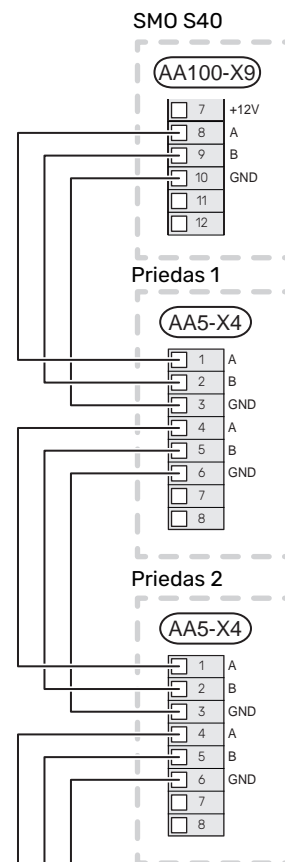 SMO S40
AA100-X9
7 +12V
8 A
9 B
10 GND
11
12
Priedas 1
AA5-X4
1 A
2 B
3 GND
4 A
5 B
6 GND
7
8
Priedas 2
AA5-X4
1 A
2 B
3 GND
4 A
5 B
6 GND
7
8